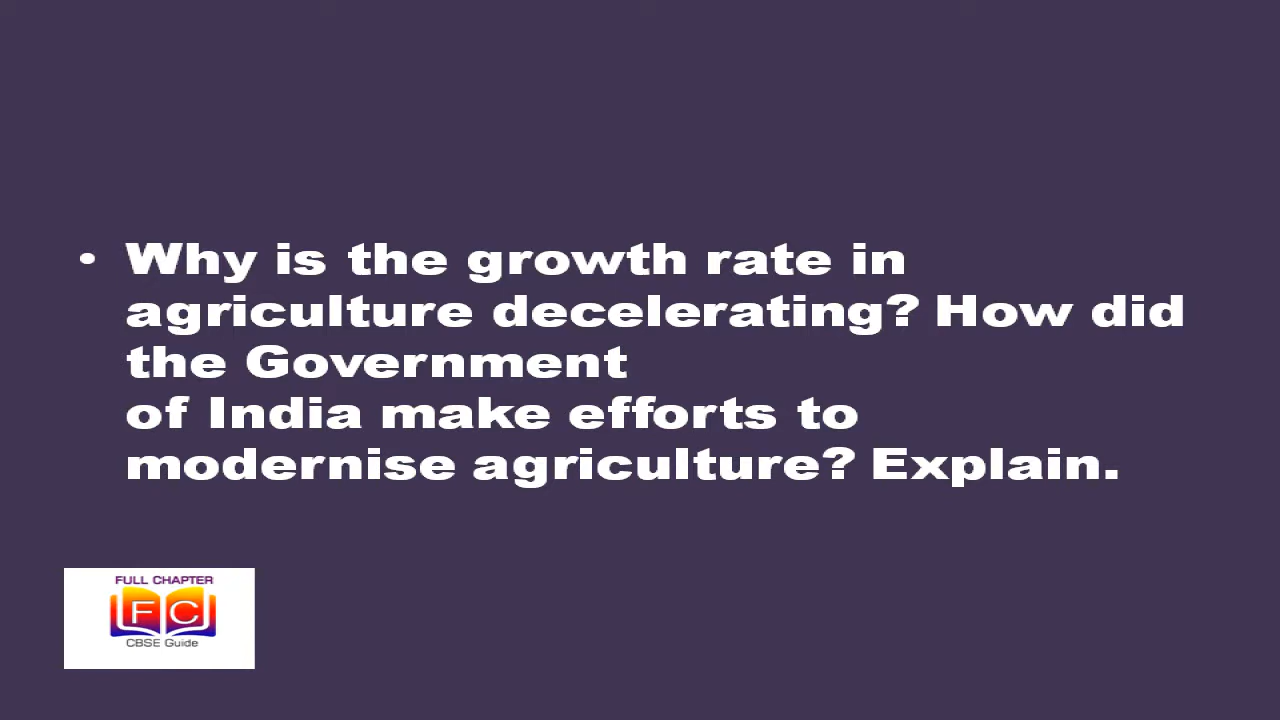 • Why is the growth rate in
agriculture decelerating? How did
the Government
of India make efforts to
modernise agriculture? Explain.
FULL CHAPTER
FC
CBSE Guide